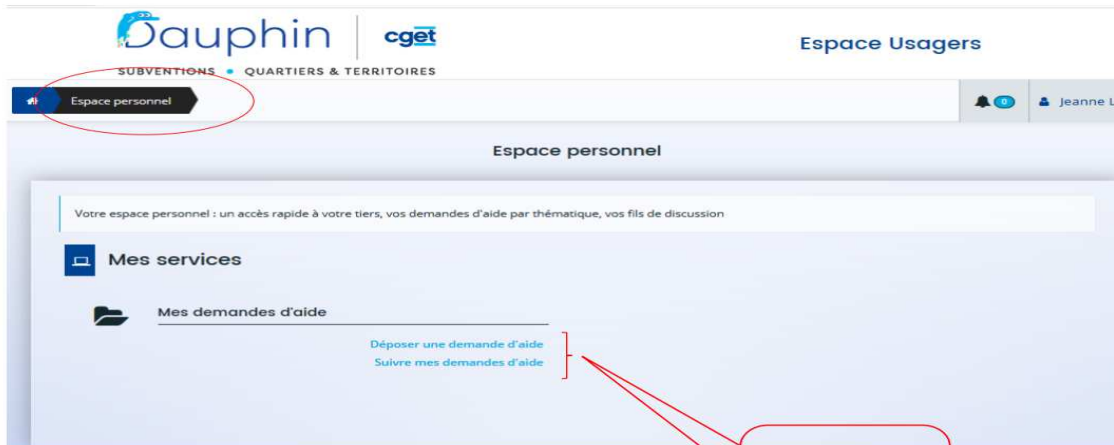 Dauphin cget
Espace Usagers
SUBVENTIONS • QUARTIERS & TERRITOIRES
Espace personnel
0 Jeanne L
Espace personnel
Votre espace personnel : un accès rapide à votre tiers, vos demandes d'aide par thématique, vos fils de discussion
Mes services
Mes demandes d'aide
Déposer une demande d'aide
Suivre mes demandes d'aide